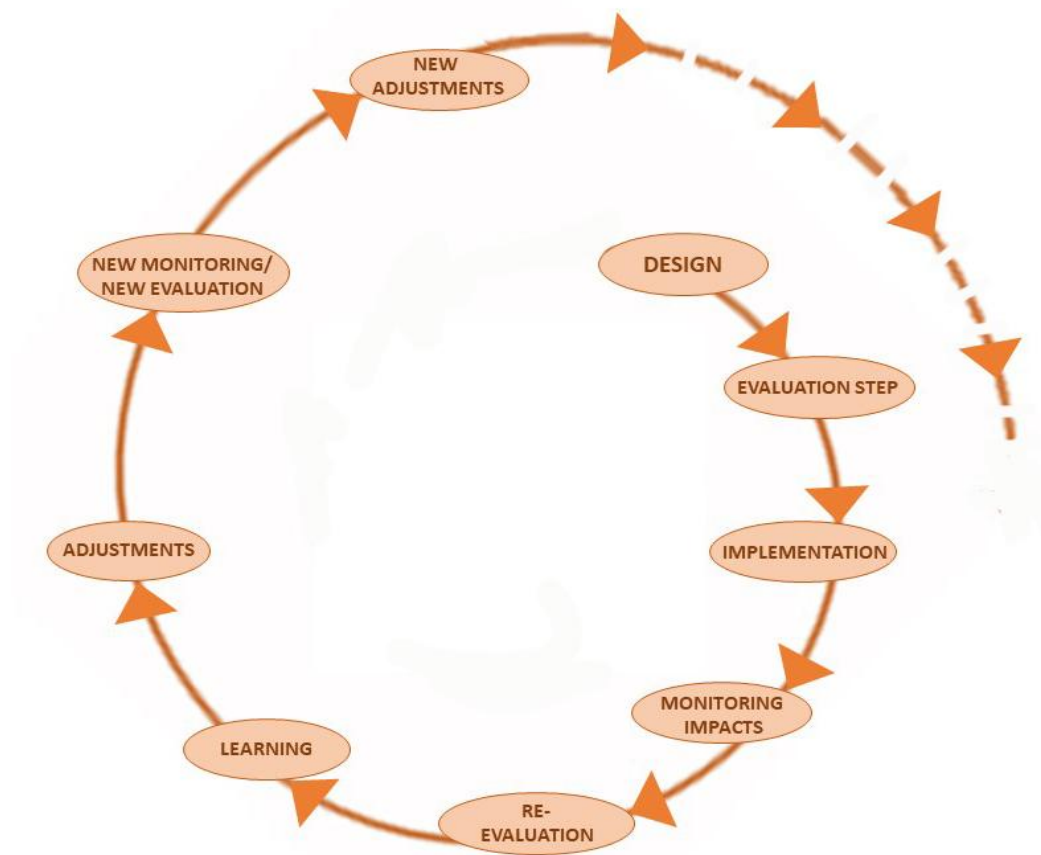 DESIGN
EVALUATION STEP
IMPLEMENTATION
MONITORING
IMPACTS
RE-
EVALUATION
LEARNING
ADJUSTMENTS
NEW MONITORING/
NEW EVALUATION
NEW
ADJUSTMENTS